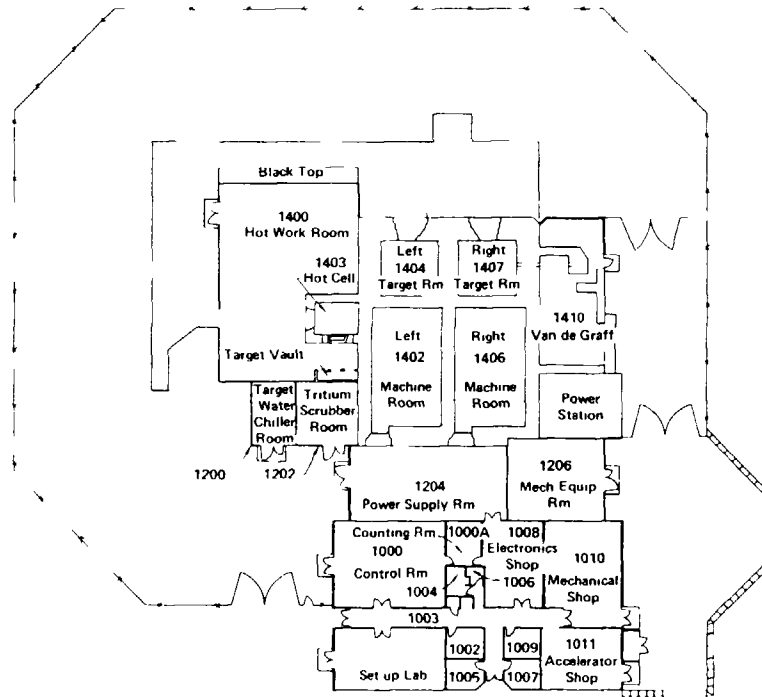 Black Top
1400
Hot Work Room
1403
Hot Cell
Left
1404
Target Rm
Right
1407
Target Rm
1410
Van de Graff
Target Vault
Left
1402
Machine
Room
Right
1406
Machine
Room
Power
Station
Target
Water
Chiller
Room
Tritium
Scrubber
Room
1200
1202
1204
Power Supply Rm
1206
Mech Equip
Rm
Counting Rm
1000A
1000
Control Rm
1008
Electronics
Shop
1004
1006
1010
Mechanical
Shop
1003
1002
1009
1011
Accelerator
Shop
Set up Lab
1005
1007